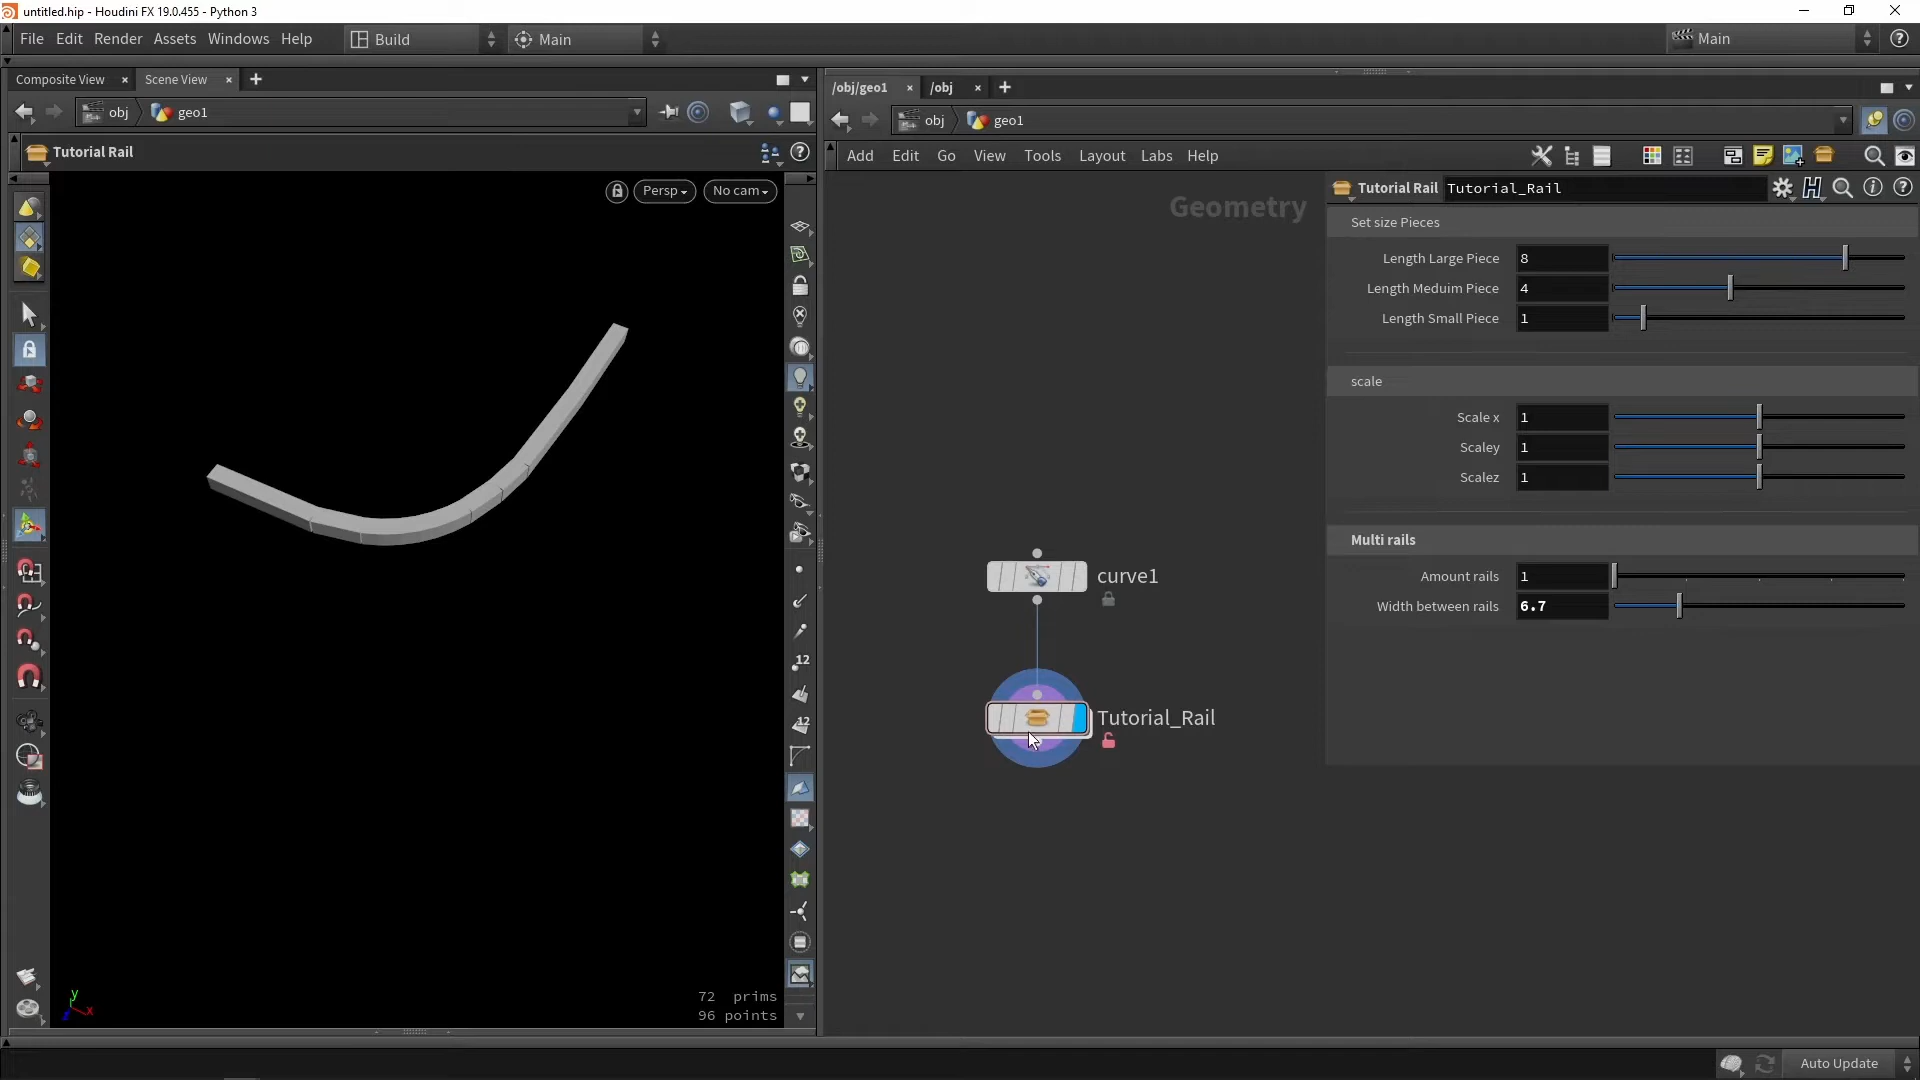 untitled.hip - Houdini FX 19.0.455 - Python 3
File Edit Render Assets Windows Help Build Main Main
Composite View Scene View
/obj/geo1 /obj
obj geo1
obj geo1
Tutorial Rail
Add Edit Go View Tools Layout Labs Help
Persp No cam
Geometry
Tutorial Rail Tutorial_Rail
Set size Pieces
Length Large Piece 8
Length Meduim Piece 4
Length Small Piece 1
scale
Scale x 1
Scaley 1
Scalez 1
Multi rails
Amount rails 1
Width between rails 6.7
curve1
Tutorial_Rail
12
12
y
x
z
72 prims
96 points
Auto Update